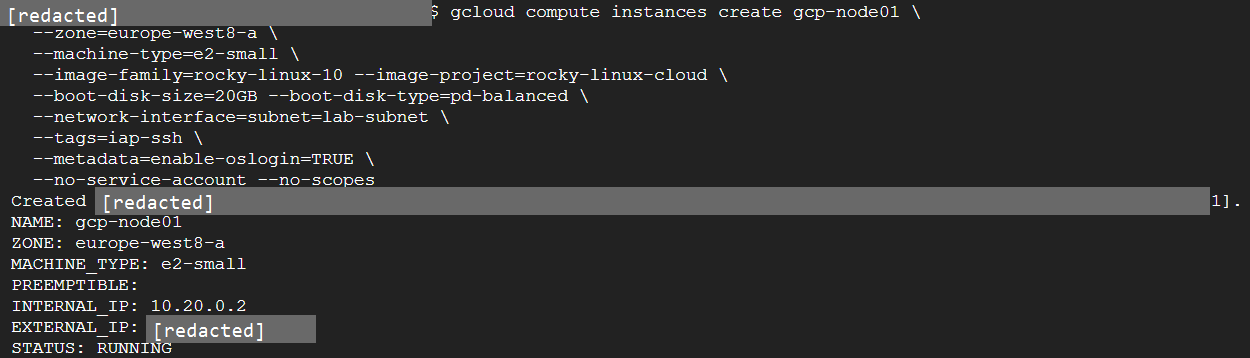 [redacted]$ gcloud compute instances create gcp-node01 \
--zone=europe-west8-a \
--machine-type=e2-small \
--image-family=rocky-linux-10 --image-project=rocky-linux-cloud \
--boot-disk-size=20GB --boot-disk-type=pd-balanced \
--network-interface=subnet=lab-subnet \
--tags=iap-ssh \
--metadata=enable-oslogin=TRUE \
--no-service-account --no-scopes
Created [redacted]1].
NAME: gcp-node01
ZONE: europe-west8-a
MACHINE_TYPE: e2-small
PREEMPTIBLE:
INTERNAL_IP: 10.20.0.2
EXTERNAL_IP: [redacted]
STATUS: RUNNING